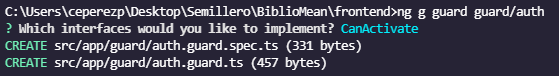 C:\Users\ceperezp\Desktop\Semillero\BiblioMean\frontend>ng g guard guard/auth
? Which interfaces would you like to implement? CanActivate
CREATE src/app/guard/auth.guard.spec.ts (331 bytes)
CREATE src/app/guard/auth.guard.ts (457 bytes)